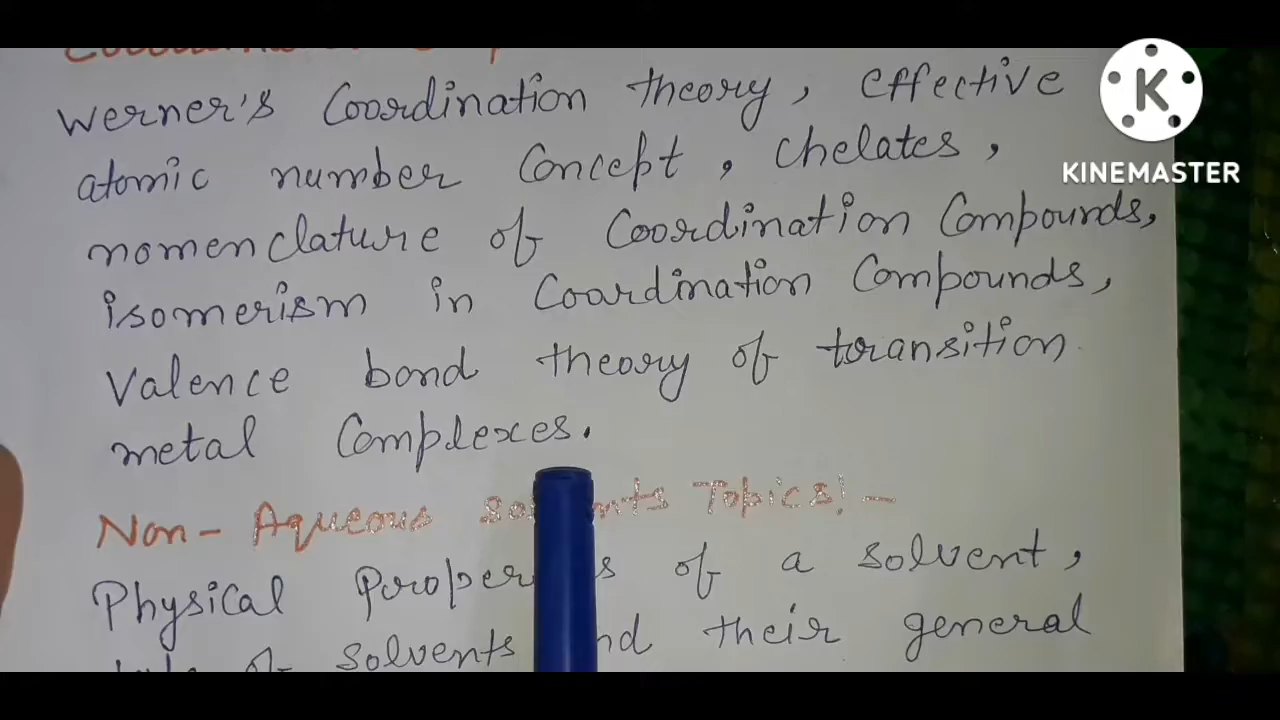 Werner's Coordination theory, effective
atomic number Concept, Chelates,
nomenclature of Coordination Compounds,
isomerism in Coordination Compounds,
Valence bond theory of transition
metal Complexes.
Non-Aqueous Topics:-
Physical of a solvent,
of solvents their general
K
KINEMASTER